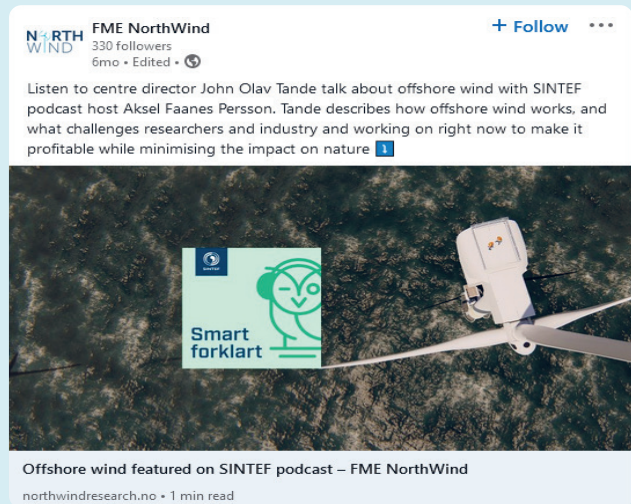 NORTH
WIND
FME NorthWind
330 followers
6mo • Edited •
+ Follow
Listen to centre director John Olav Tande talk about offshore wind with SINTEF
podcast host Aksel Faanes Persson. Tande describes how offshore wind works, and
what challenges researchers and industry and working on right now to make it
profitable while minimising the impact on nature
SINTEF
Smart
forklart
Offshore wind featured on SINTEF podcast – FME NorthWind
northwindresearch.no • 1 min read